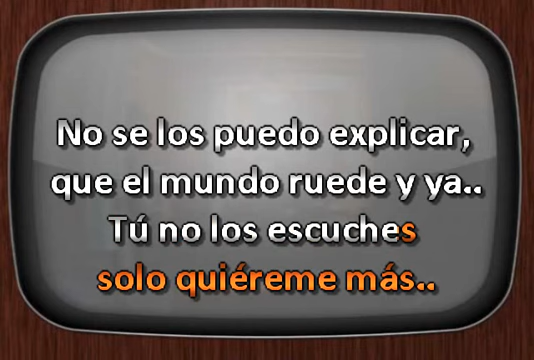 No se los puedo explicar,
que el mundo ruede y ya..
Tú no los escuches
solo quiéreme más..